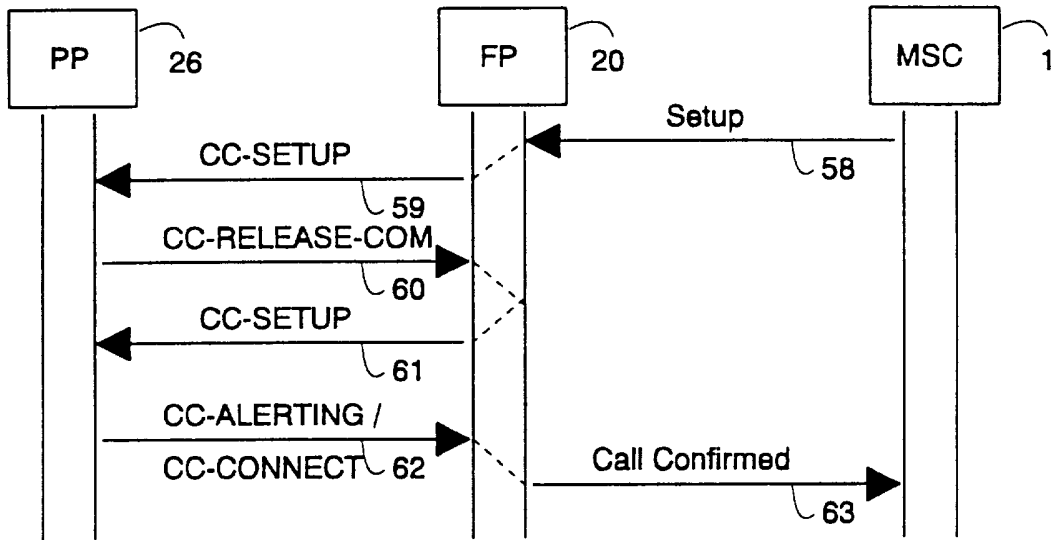 PP 26 FP 20 MSC 1
Setup
58
CC-SETUP
59
CC-RELEASE-COM
60
CC-SETUP
61
CC-ALERTING /
CC-CONNECT 62
Call Confirmed
63